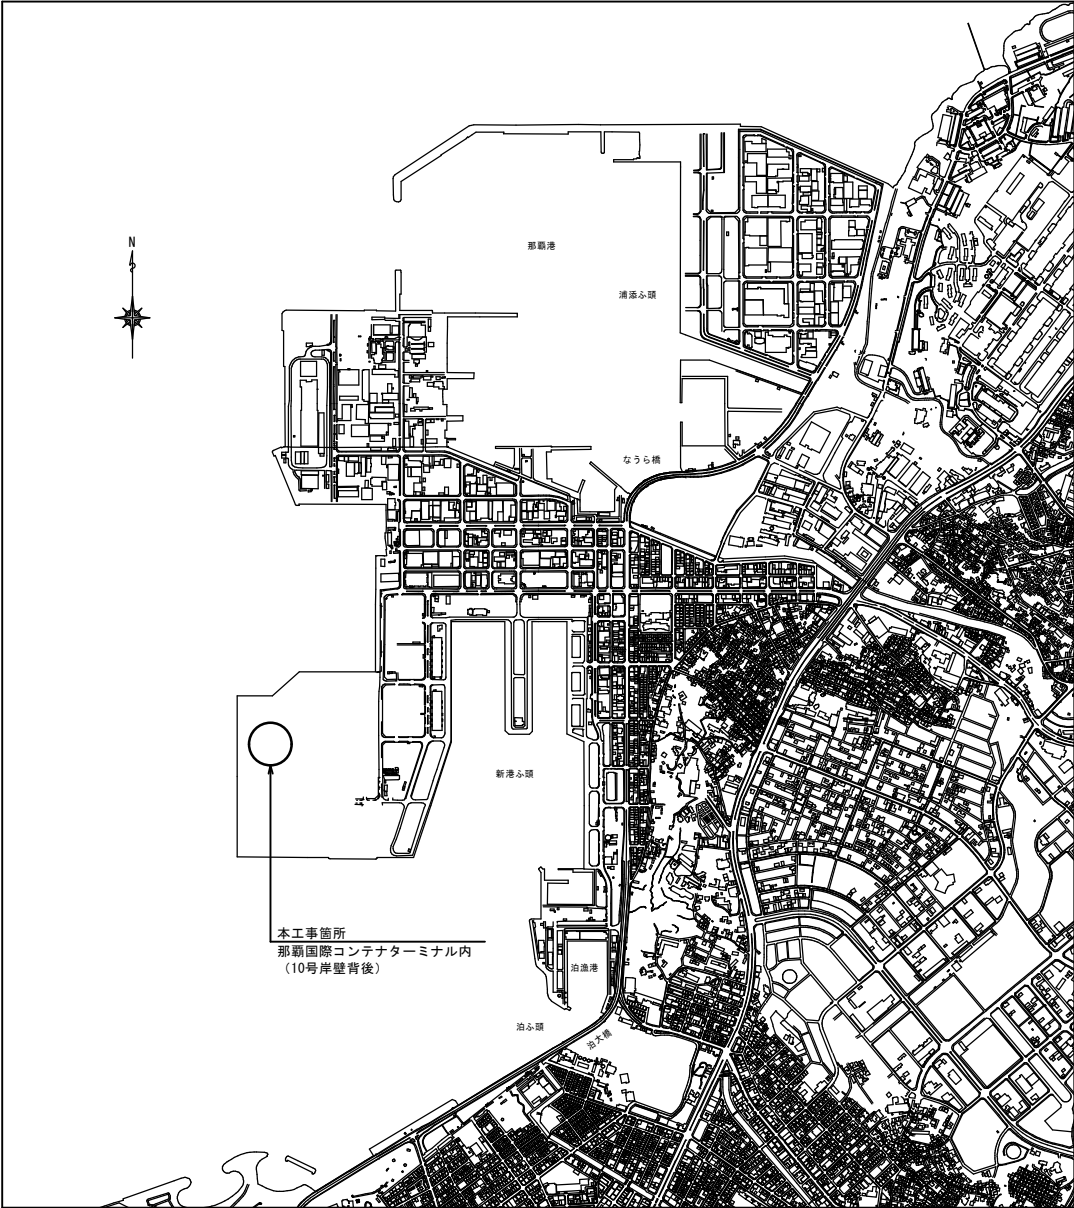 N
那覇港
浦添ふ頭
なうら橋
新港ふ頭
本工事箇所
那覇国際コンテナターミナル内
（10号岸壁背後）
泊漁港
泊ふ頭
泊大橋